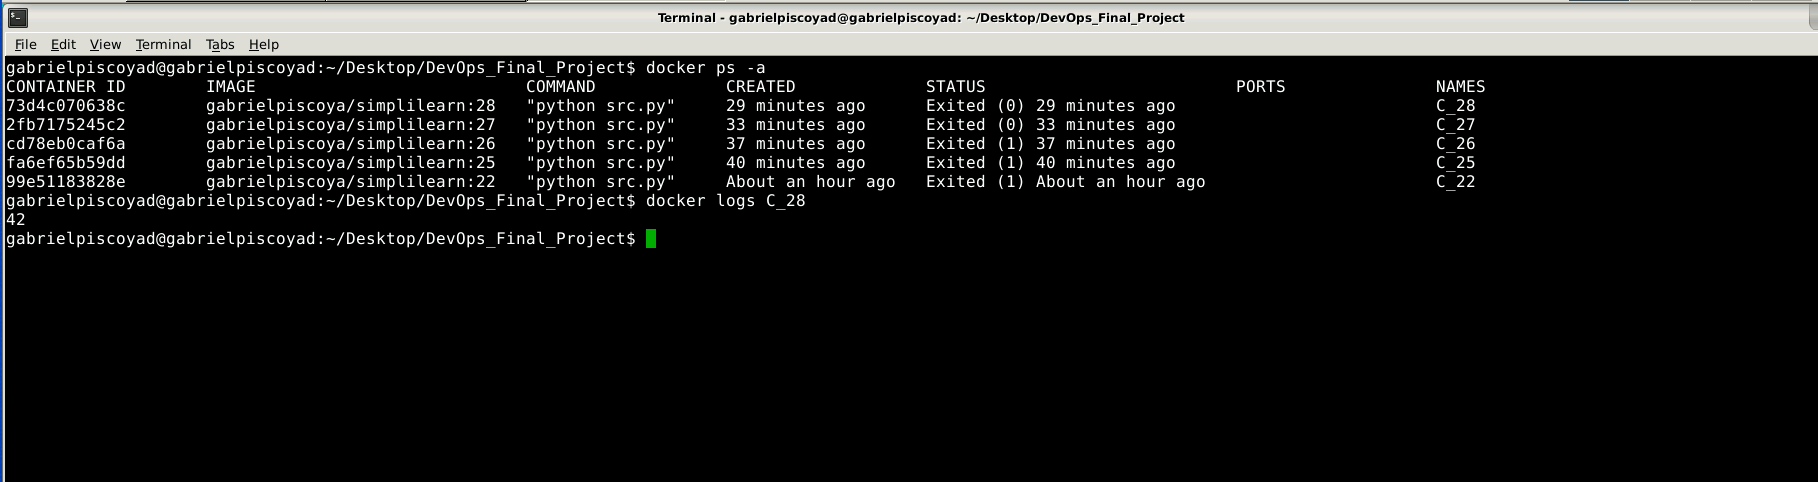 Terminal - gabrielpiscoyad@gabrielpiscoyad: ~/Desktop/DevOps_Final_Project
File Edit View Terminal Tabs Help
gabrielpiscoyad@gabrielpiscoyad:~/Desktop/DevOps_Final_Project$ docker ps -a
CONTAINER ID        IMAGE                           COMMAND             CREATED             STATUS                         PORTS               NAMES
73d4c070638c        gabrielpiscoya/simplilearn:28   "python src.py"     29 minutes ago      Exited (0) 29 minutes ago                          C_28
2fb7175245c2        gabrielpiscoya/simplilearn:27   "python src.py"     33 minutes ago      Exited (0) 33 minutes ago                          C_27
cd78eb0caf6a        gabrielpiscoya/simplilearn:26   "python src.py"     37 minutes ago      Exited (1) 37 minutes ago                          C_26
fa6ef65b59dd        gabrielpiscoya/simplilearn:25   "python src.py"     40 minutes ago      Exited (1) 40 minutes ago                          C_25
99e51183828e        gabrielpiscoya/simplilearn:22   "python src.py"     About an hour ago   Exited (1) About an hour ago                       C_22
gabrielpiscoyad@gabrielpiscoyad:~/Desktop/DevOps_Final_Project$ docker logs C_28
42
gabrielpiscoyad@gabrielpiscoyad:~/Desktop/DevOps_Final_Project$